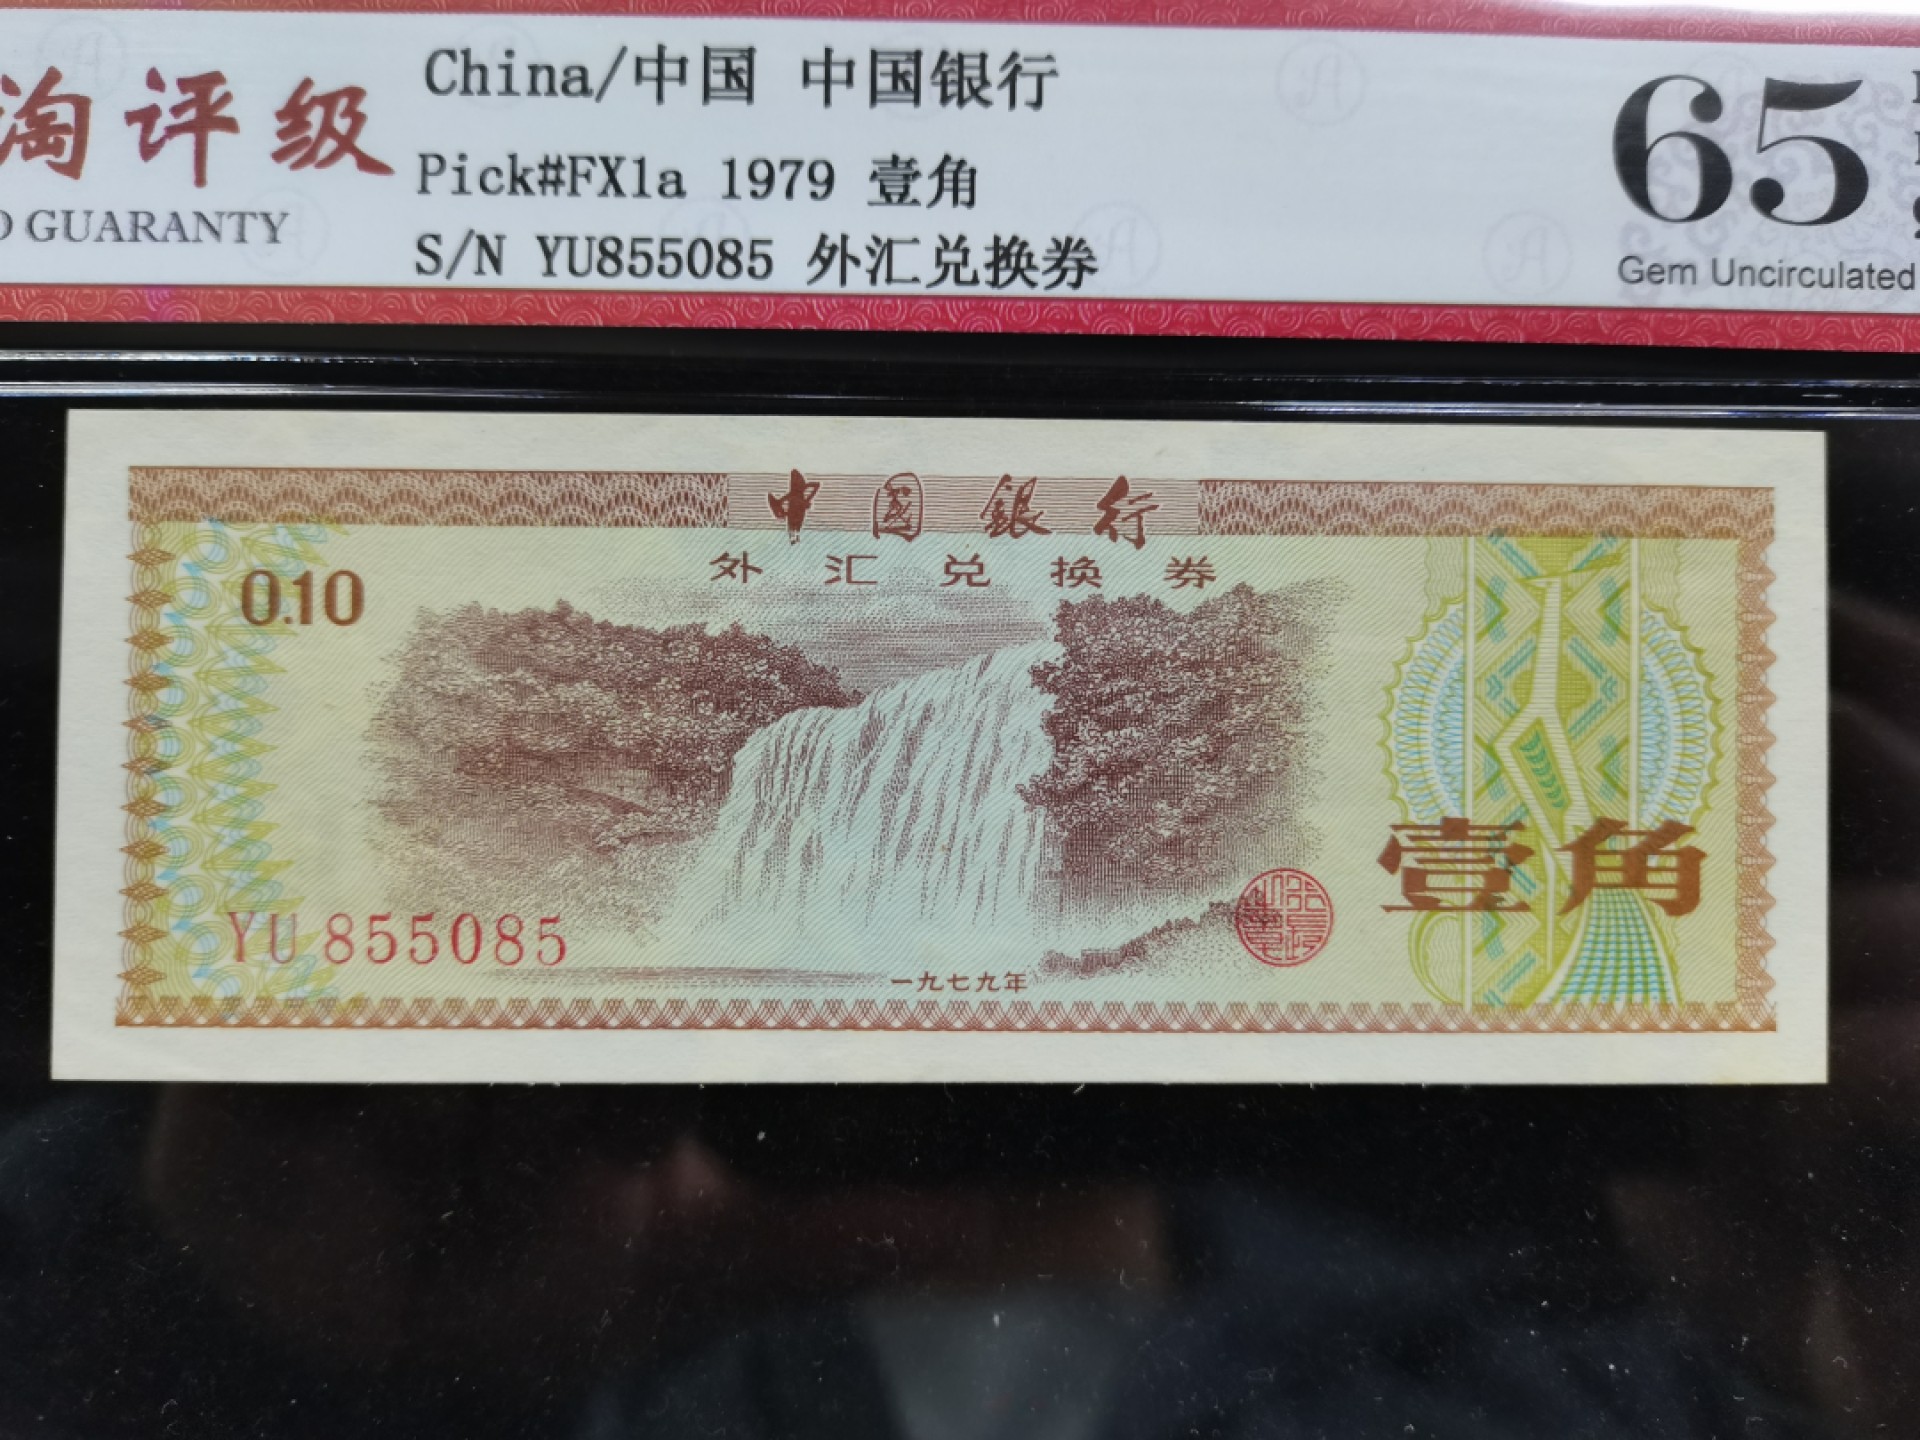 China/中国 中国银行
淘评级
Pick#FX1a 1979 壹角
GUARANTY
S/N YU855085 外汇兑换券
65
Gem Uncirculated
中國銀行
外汇兑换券
0.10
壹角
YU 855085
一九七九年